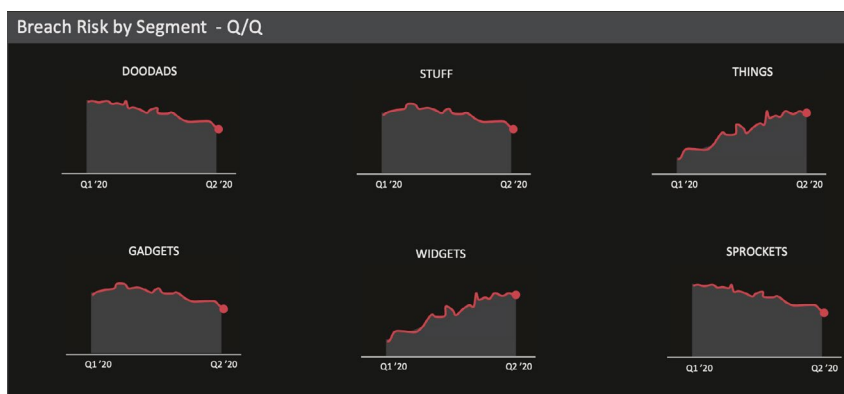 Breach Risk by Segment - Q/Q
DOODADS
STUFF
THINGS
Q1 '20
Q2 '20
Q1 '20
Q2 '20
Q1 '20
Q2 '20
GADGETS
WIDGETS
SPROCKETS
Q1 '20
Q2 '20
Q1 '20
Q2 '20
Q1 '20
Q2 '20